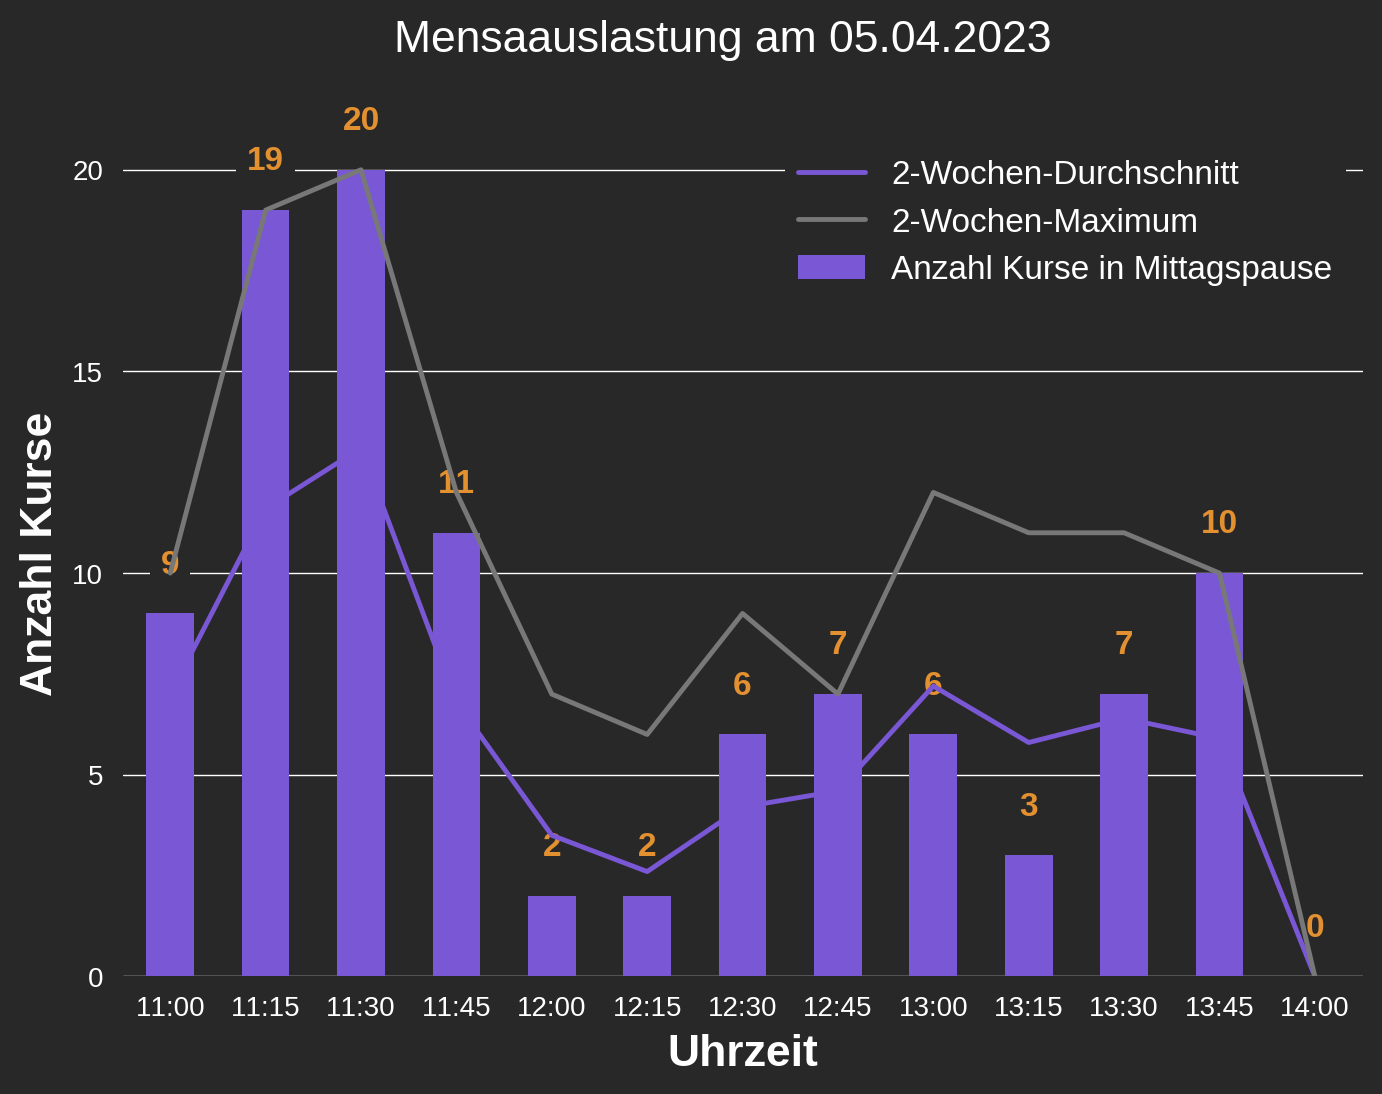 Mensaauslastung am 05.04.2023
2-Wochen-Durchschnitt
2-Wochen-Maximum
Anzahl Kurse in Mittagspause
Anzahl Kurse
20
15
10
5
0
9
19
20
11
2
2
6
7
6
3
7
10
0
11:00 11:15 11:30 11:45 12:00 12:15 12:30 12:45 13:00 13:15 13:30 13:45 14:00
Uhrzeit